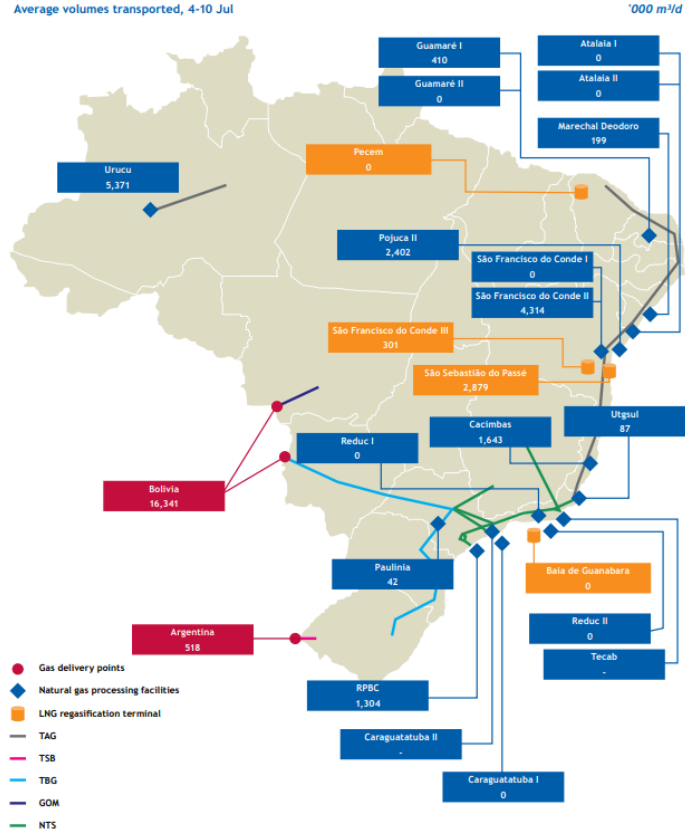 Average volumes transported, 4-10 Jul
'000 m³/d
Guamaré I
410
Guamaré II
0
Atalaia I
0
Atalaia II
0
Marechal Deodoro
199
Pecem
0
Urucu
5,371
Pojuca II
2,402
São Francisco do Conde I
0
São Francisco do Conde II
4,314
São Francisco do Conde III
301
São Sebastião do Passé
2,879
Utgsul
87
Cacimbas
1,643
Reduc I
0
Bolivia
16,341
Paulinia
42
Baia de Guanabara
0
Argentina
518
Reduc II
0
Tecab
-
RPBC
1,304
Caraguatatuba II
-
Caraguatatuba I
0
Gas delivery points
Natural gas processing facilities
LNG regasification terminal
TAG
TSB
TBG
GOM
NTS